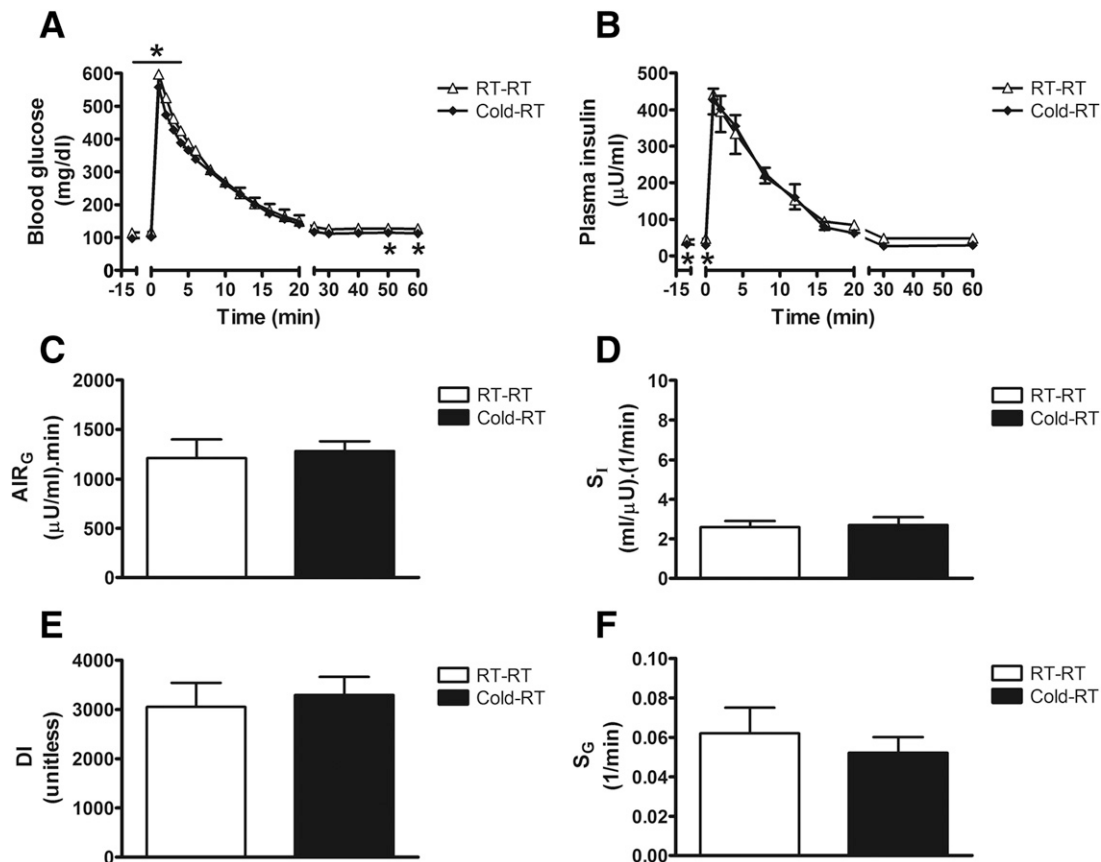 A
*
Blood glucose
(mg/dl)
600
500
400
300
200
100
0
-15 0 5 10 15 20 30 40 50 60
Time (min)
* *
RT-RT
Cold-RT
B
Plasma insulin
(μU/ml)
500
400
300
200
100
0
* *
-15 0 5 10 15 20 30 40 50 60
Time (min)
RT-RT
Cold-RT
C
AIRG
(μU/ml).min)
2000
1500
1000
500
0
RT-RT
Cold-RT
D
SI
(ml/μU).(1/min)
10
8
6
4
2
0
RT-RT
Cold-RT
E
DI
(unitless)
4000
3000
2000
1000
0
RT-RT
Cold-RT
F
SG
(1/min)
0.10
0.08
0.06
0.04
0.02
0.00
RT-RT
Cold-RT